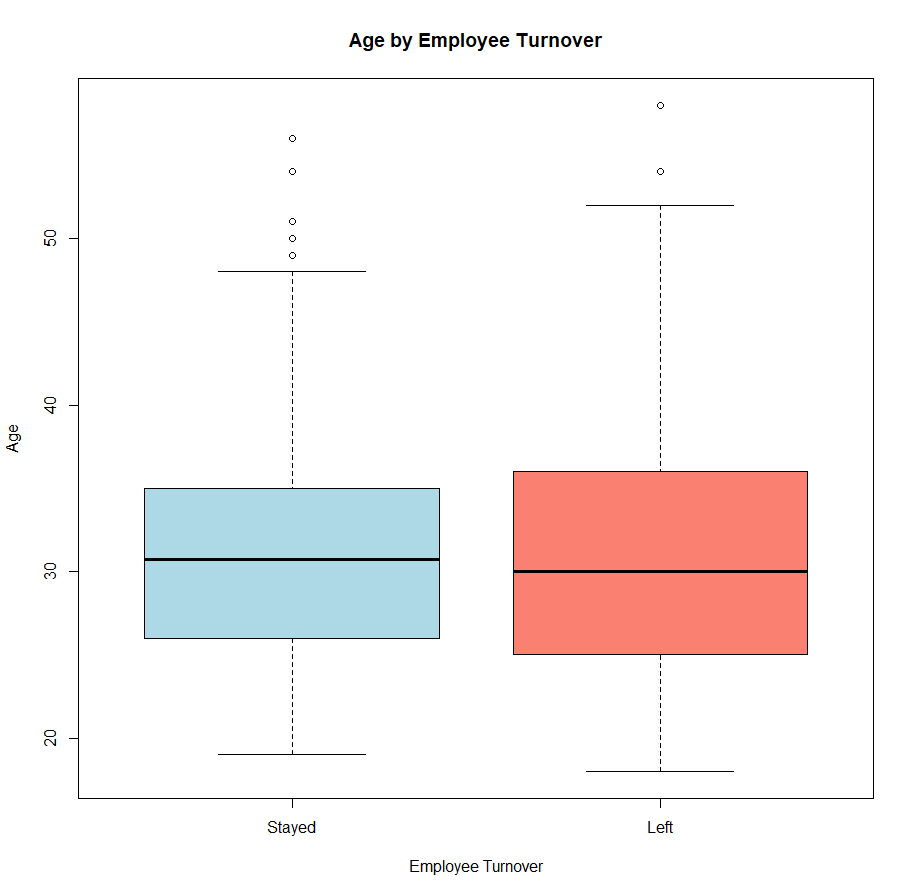 Age by Employee Turnover
50
40
30
20
Age
Stayed
Left
Employee Turnover